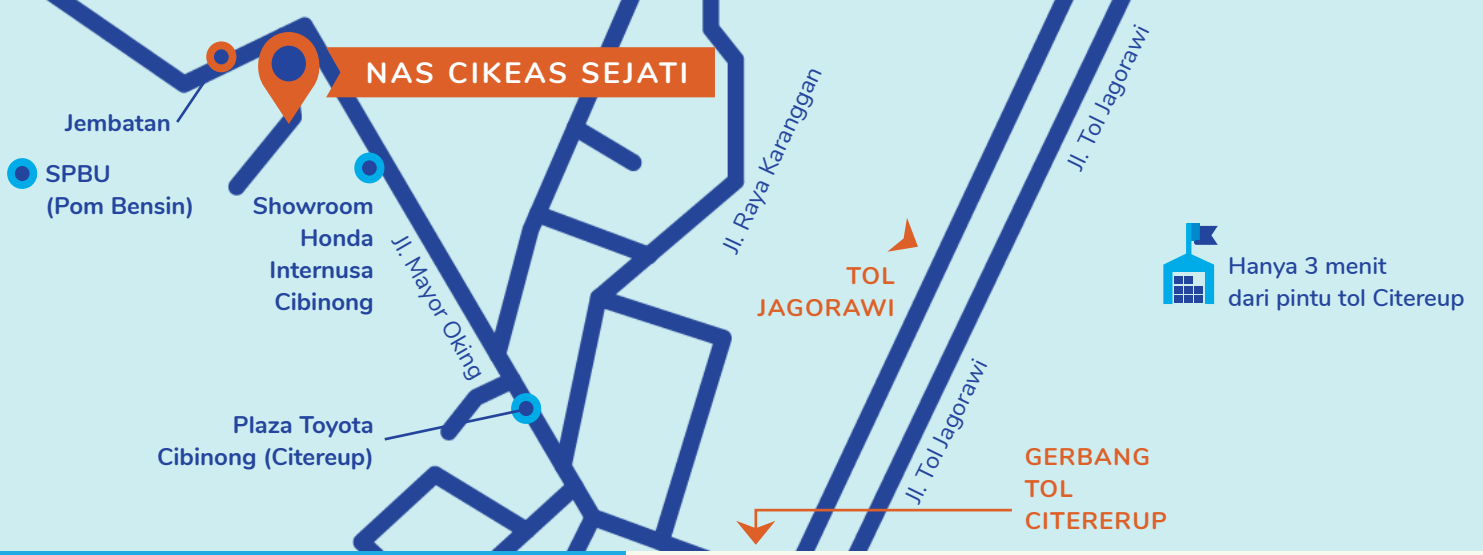 NAS CIKEAS SEJATI
Jembatan
SPBU
(Pom Bensin)
Showroom
Honda
Internusa
Cibinong
Jl. Mayor Oking
Plaza Toyota
Cibinong (Citereup)
Jl. Raya Karanggan
TOL
JAGORAWI
Jl. Tol Jagorawi
Jl. Tol Jagorawi
Hanya 3 menit
dari pintu tol Citereup
GERBANG
TOL
CITERERUP